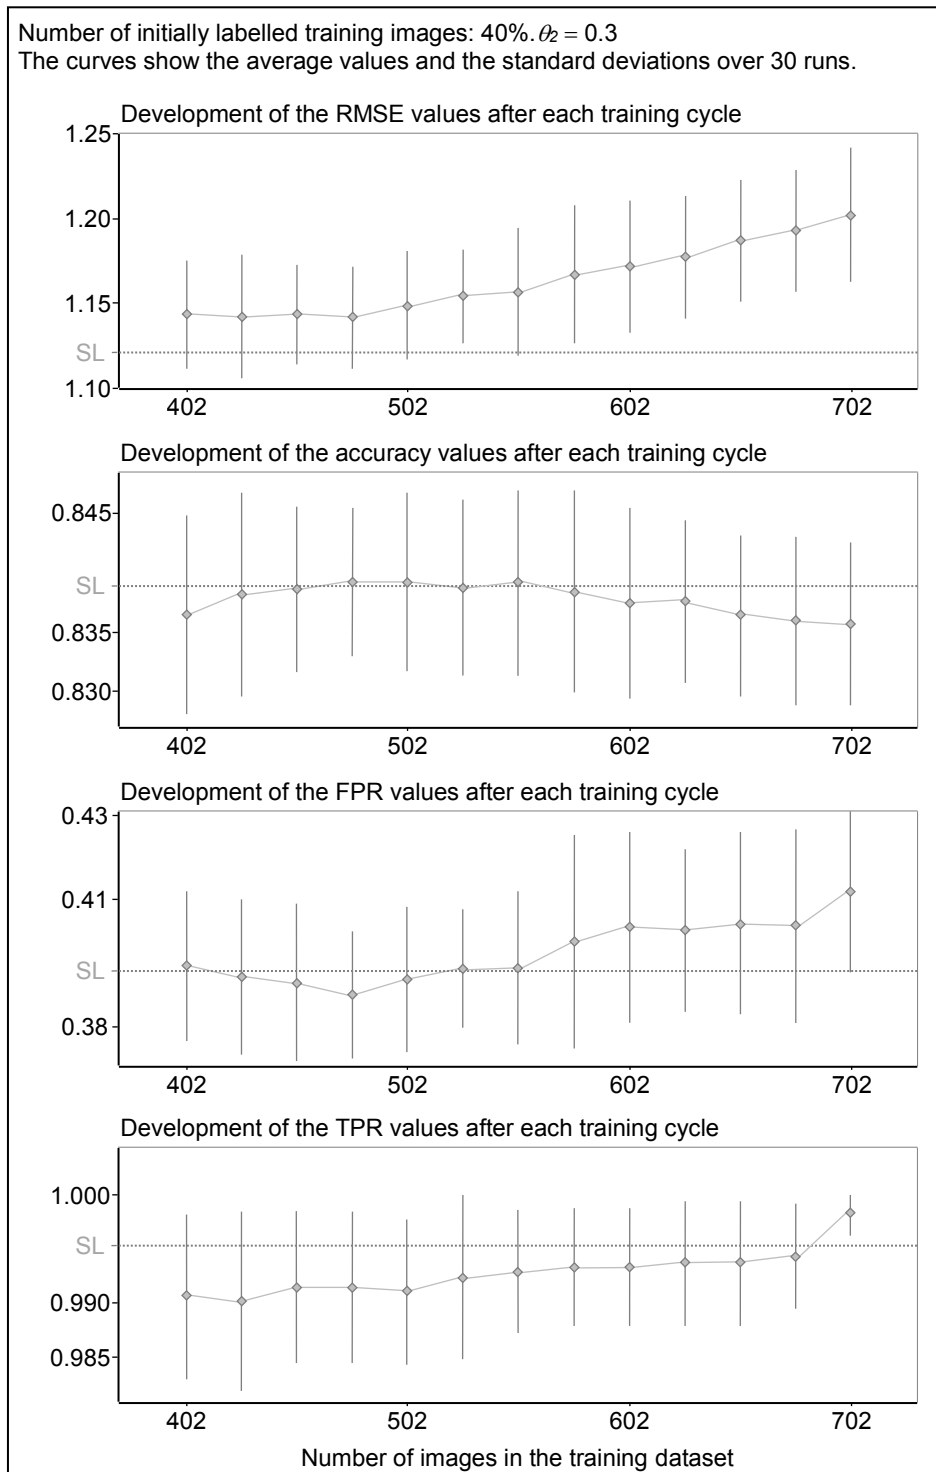 Number of initially labelled training images: 40%. θ₂ = 0.3
The curves show the average values and the standard deviations over 30 runs.
Development of the RMSE values after each training cycle
1.25
1.20
1.15
SL
1.10
402 502 602 702
Development of the accuracy values after each training cycle
0.845
SL
0.835
0.830
402 502 602 702
Development of the FPR values after each training cycle
0.43
0.41
SL
0.38
402 502 602 702
Development of the TPR values after each training cycle
1.000
SL
0.990
0.985
402 502 602 702
Number of images in the training dataset